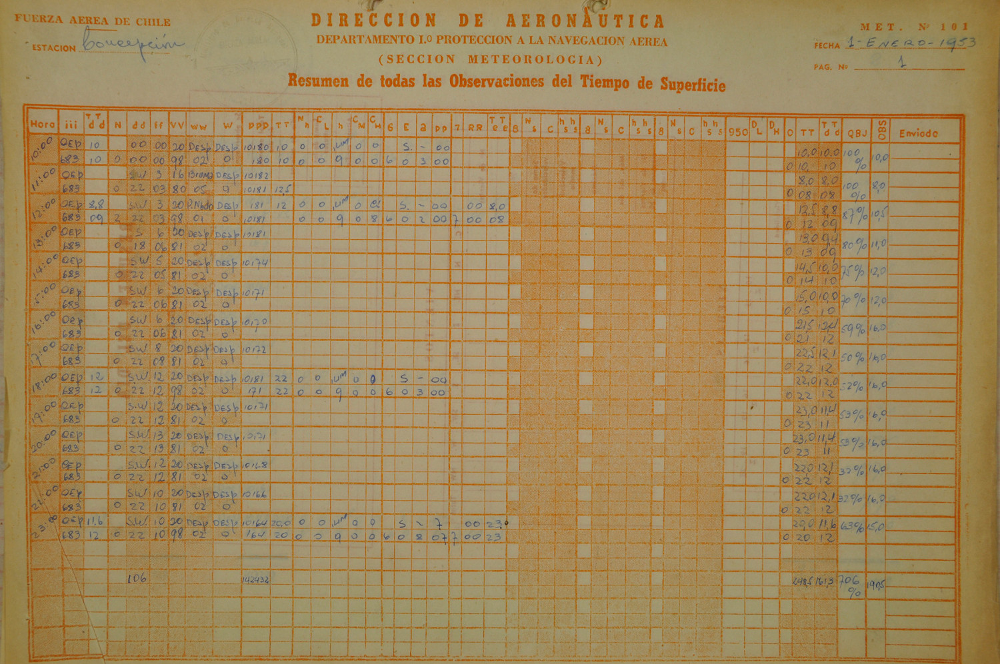 FUERZA AEREA DE CHILE
ESTACION Concepción
DIRECCION DE AERONAUTICA
DEPARTAMENTO I.º PROTECCION A LA NAVEGACION AEREA
(SECCION METEOROLOGIA)
Resumen de todas las Observaciones del Tiempo de Superficie
MET. Nº 101
FECHA 1-ENERO-1953
PAG. Nº 1
Hora iii TdTd N dd ff VV ww W ppp TT Nh CL h CM CH 6 E a pp 7 RR TeTe 8 Ns C hshs 8 Ns C hshs 8 Ns C hshs 950 DL DH 0 TT TdTd QBJ OBS Enviado
10:00 QEp 10 00 00 20 Desp Desp 10180 10 0 0 LIM 0 0 S. - 00 10,0 10,0 100 % 10,0
683 10 0 00 00 98 02 0 180 10 0 0 9 0 0 6 0 3 00 0 10 10
11:00 QEp SW 3 16 Desp 10182 8,0 8,0 100 % 8,0
683 0 22 03 80 05 0 10181 12,5 0 08 08
12:00 QEp 8,8 SW 3 20 P.Nbdo Desp 181 12 0 0 LIM 0 Ci S. - 00 00 8,0 12,5 8,8 87% 10,5
683 09 2 22 03 98 01 0 10181 0 0 9 0 8 6 0 2 00 7 00 08 0 12 09
13:00 QEp S 6 20 Desp Desp 10181 13,0 9,4 80% 11,0
683 0 18 06 81 02 0 0 13 09
14:00 QEp SW 5 20 Desp Desp 10174 14,5 10,0 75% 12,0
683 0 22 05 81 02 0 0 14 10
15:00 QEp SW 6 20 Desp Desp 10171 15,0 10,0 70% 12,0
683 0 22 06 81 02 0 0 15 10
16:00 QEp SW 6 20 Desp Desp 10170 21,5 12,4 59% 16,0
683 0 22 06 81 02 0 0 21 12
17:00 QEp SW 8 20 Desp Desp 10172 22,5 12,1 50% 16,0
683 0 22 08 81 02 0 0 22 12
18:00 QEp 12 S.W 12 20 Desp Desp 10181 22 0 0 LIM 0 0 S - 00 22,0 12,0 52% 16,0
683 12 0 22 12 98 02 0 171 22 0 0 9 0 0 6 0 3 00 0 22 12
19:00 QEp S.W 12 20 Desp Desp 10171 23,0 11,4 53% 16,0
683 0 22 12 81 02 0 0 23 11
20:00 QEp S.W. 13 20 Desp Desp 10171 23,0 11,4 53% 16,0
683 0 22 13 81 02 0 0 23 11
21:00 QEp S.W. 12 20 Desp Desp 10168 22,0 12,1 32% 16,0
683 0 22 12 81 02 0 0 22 12
22:00 QEp SW 10 20 Desp Desp 10166 22,0 12,1 32% 16,0
683 0 22 10 81 02 0 0 22 12
23:00 QEp 11.6 S.W. 10 20 Desp Desp 10164 20,0 0 0 LIM 0 0 S - 7 00 23 20,0 11,6 63% 15,0
683 12 0 22 10 98 02 0 164 20 0 0 9 0 0 6 0 8 07 7 00 23 0 20 12
106 142432 248,5 161,3 706 % 190,5